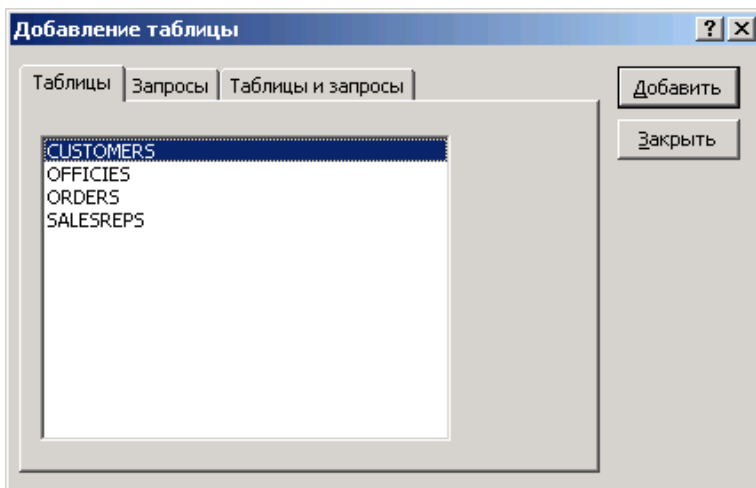 Добавление таблицы
Таблицы Запросы Таблицы и запросы
Добавить
Закрыть
CUSTOMERS
OFFICIES
ORDERS
SALESREPS